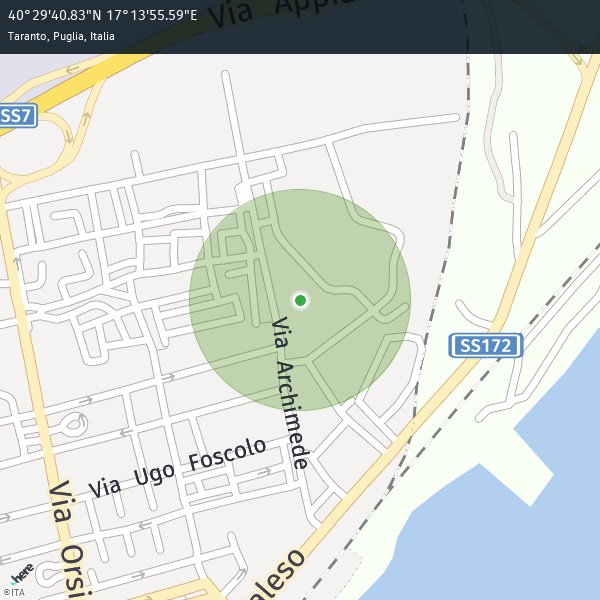 40°29'40.83"N 17°13'55.59"E
Taranto, Puglia, Italia
Via Appia
SS7
SS172
Via Archimede
Via Ugo Foscolo
Via Orsi
aleso
here
©ITA